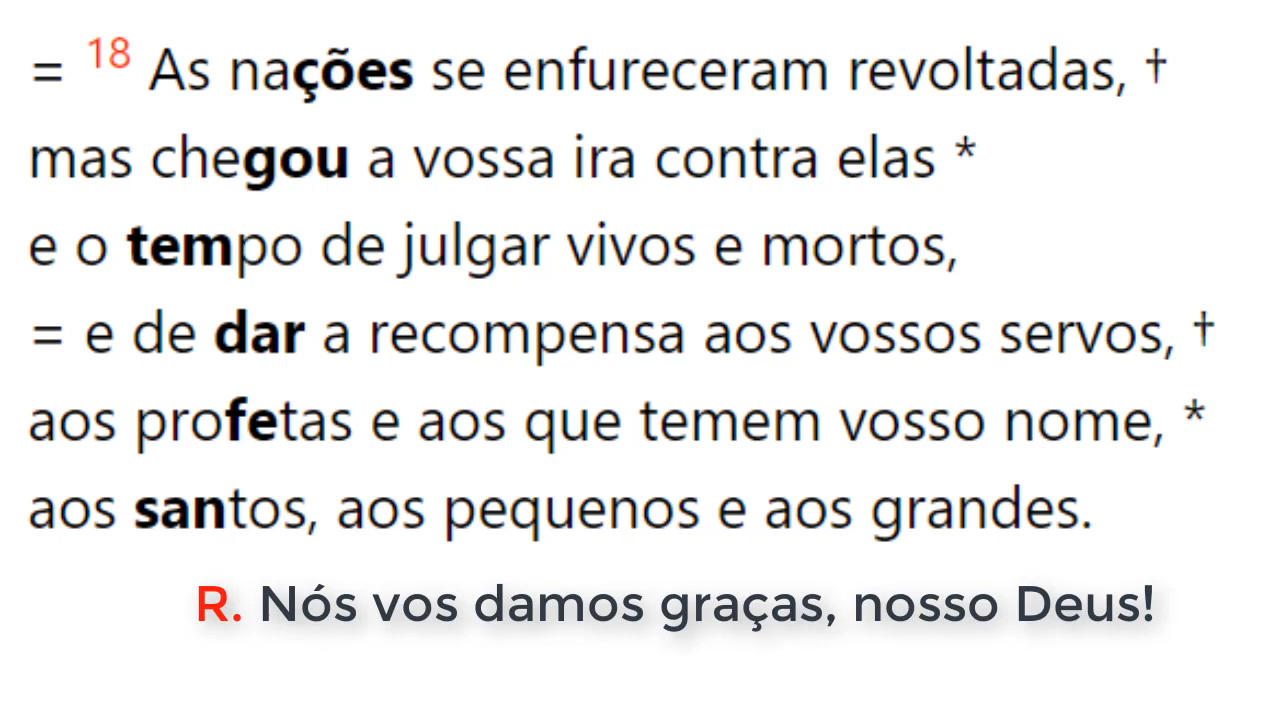 = 18 As nações se enfureceram revoltadas, †
mas chegou a vossa ira contra elas *
e o tempo de julgar vivos e mortos,
= e de dar a recompensa aos vossos servos, †
aos profetas e aos que temem vosso nome, *
aos santos, aos pequenos e aos grandes.
R. Nós vos damos graças, nosso Deus!